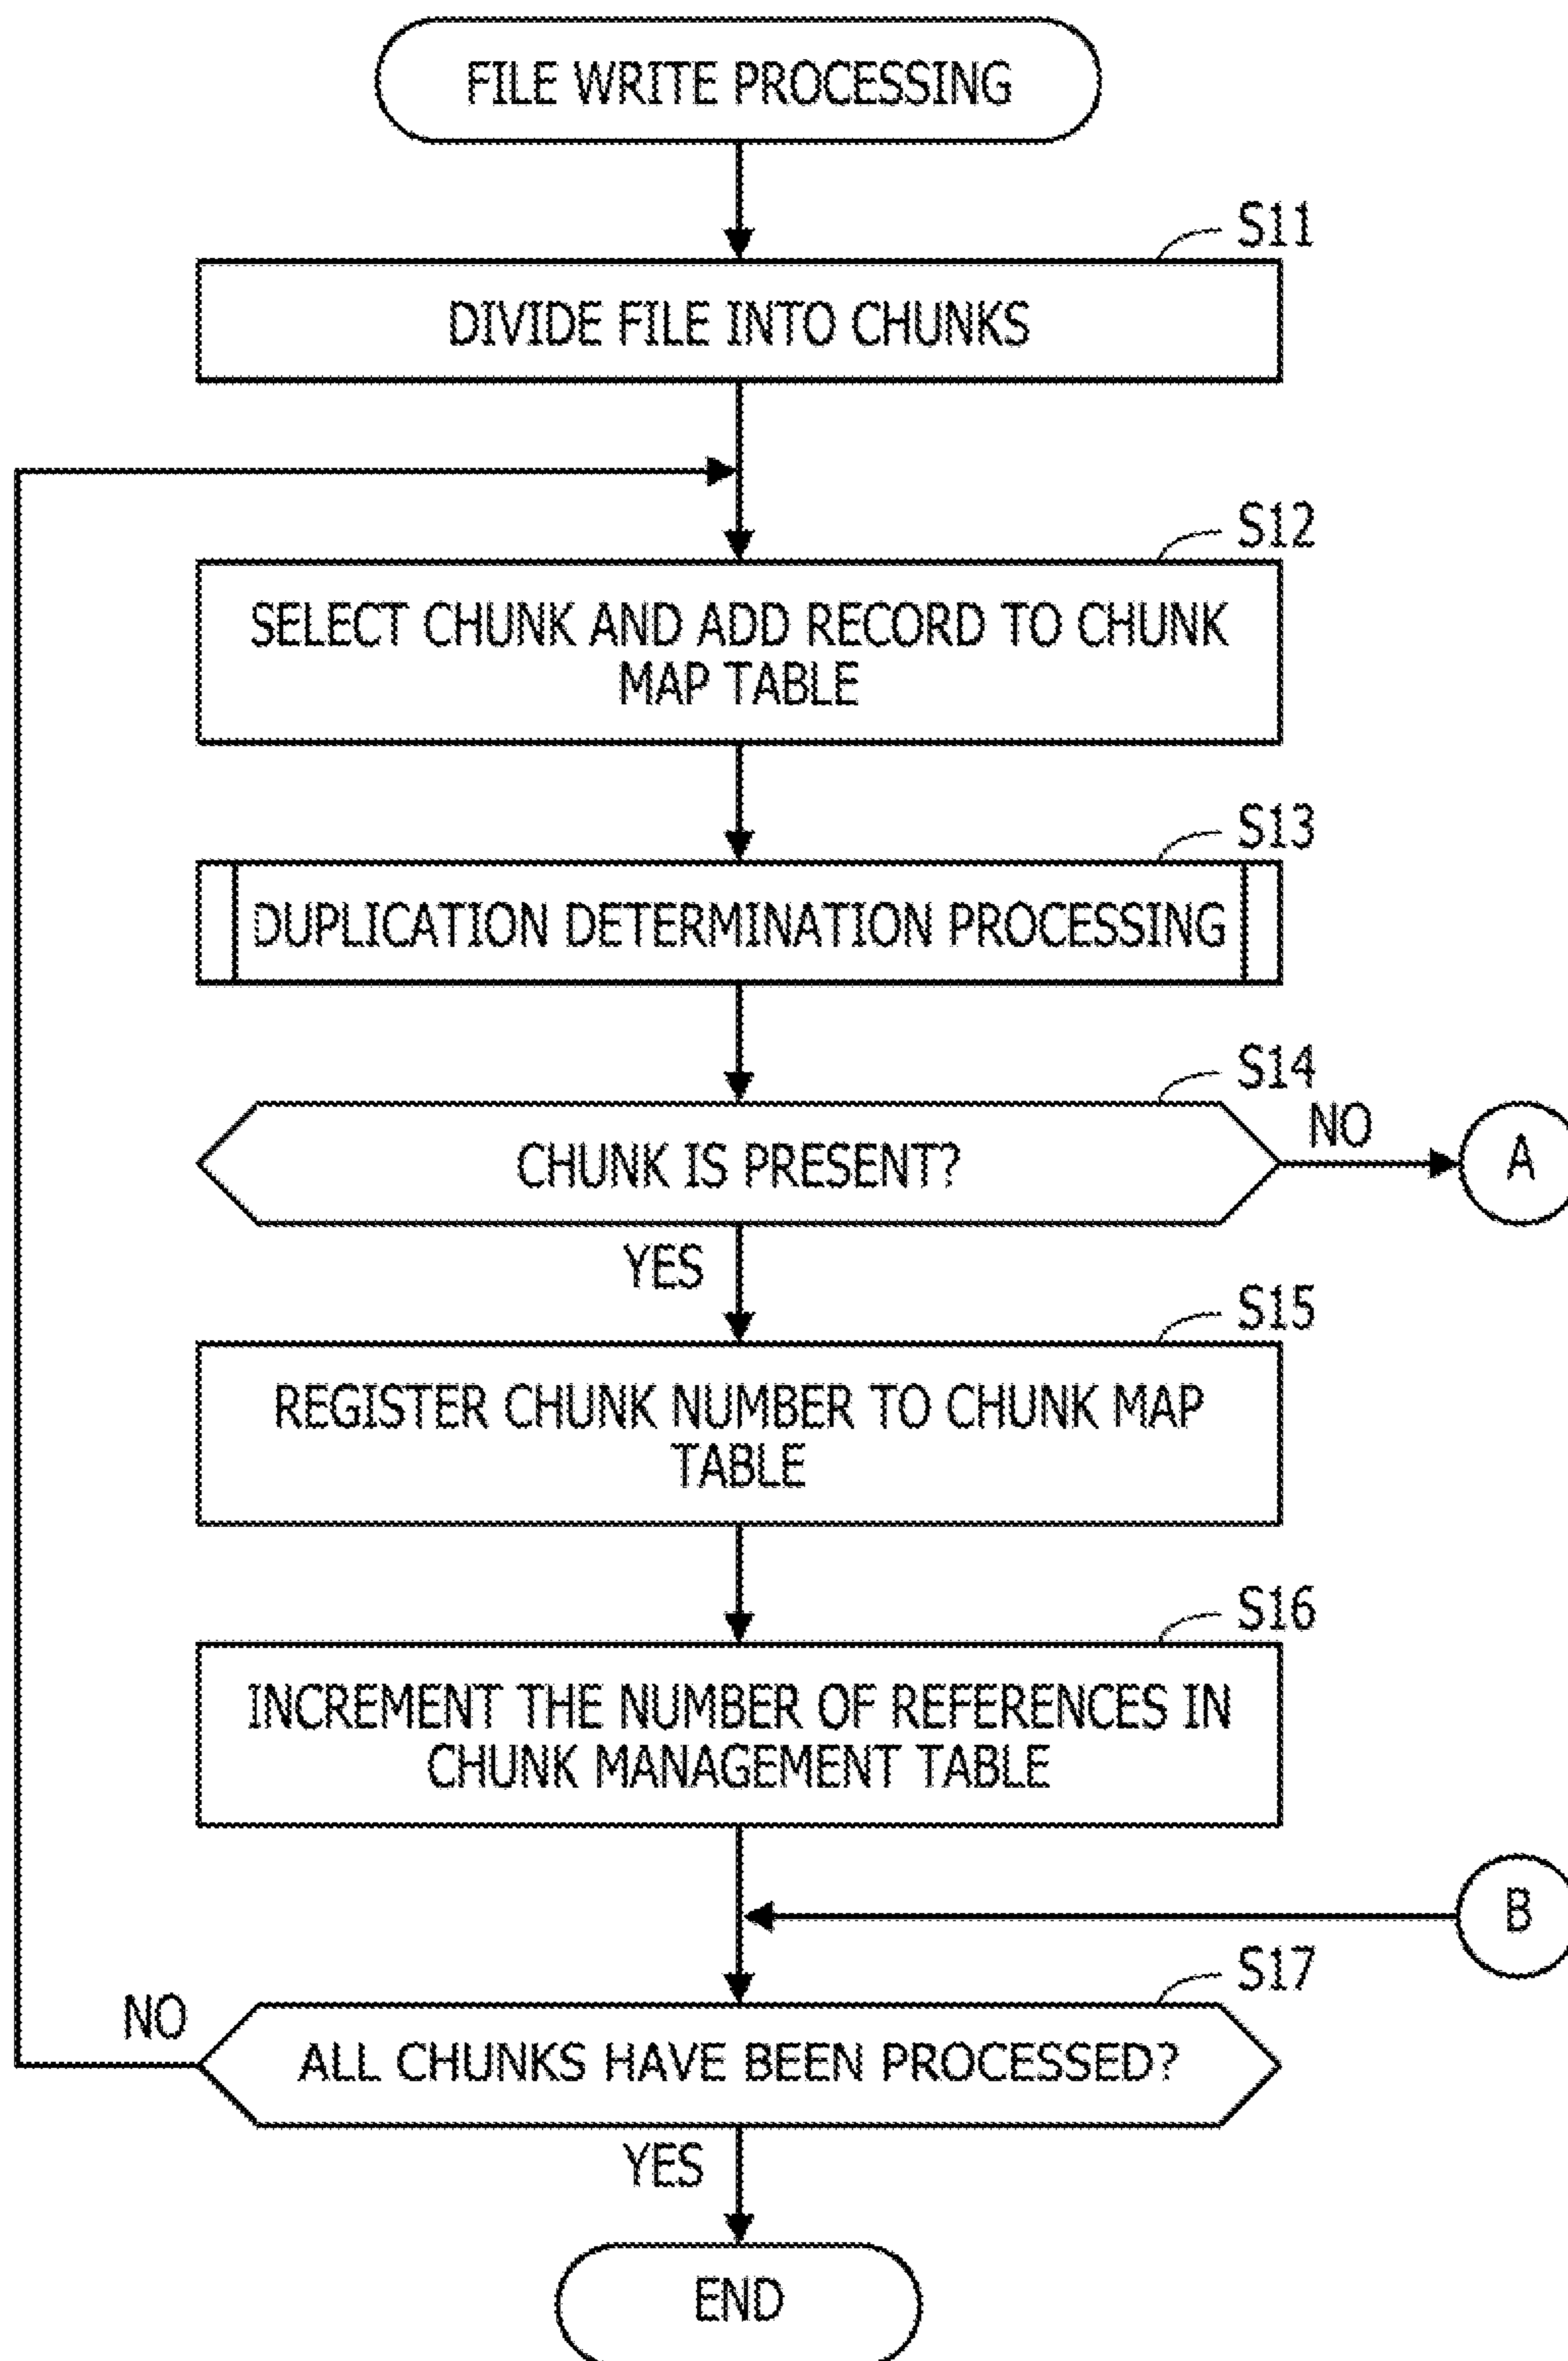 FILE WRITE PROCESSING
S11
DIVIDE FILE INTO CHUNKS
S12
SELECT CHUNK AND ADD RECORD TO CHUNK
MAP TABLE
S13
DUPLICATION DETERMINATION PROCESSING
S14
CHUNK IS PRESENT?
NO
A
YES
S15
REGISTER CHUNK NUMBER TO CHUNK MAP
TABLE
S16
INCREMENT THE NUMBER OF REFERENCES IN
CHUNK MANAGEMENT TABLE
B
S17
NO
ALL CHUNKS HAVE BEEN PROCESSED?
YES
END